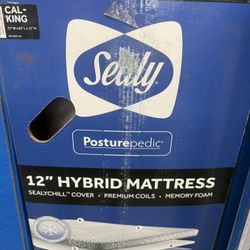 CAL-
KING
Sealy
Posturepedic
12" HYBRID MATTRESS
SEALYCHILL™ COVER • PREMIUM COILS • MEMORY FOAM